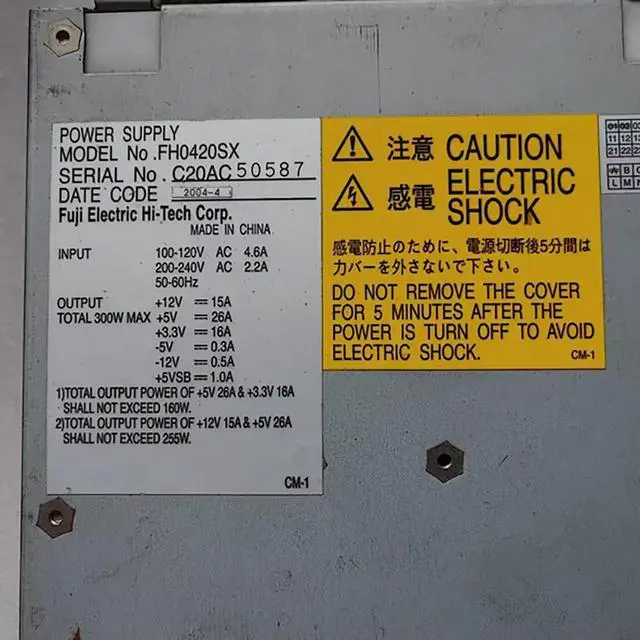 POWER SUPPLY
MODEL No .FH0420SX
SERIAL No . C20AC50587
DATE CODE 2004-4
Fuji Electric Hi-Tech Corp.
MADE IN CHINA
INPUT 100-120V AC 4.6A
200-240V AC 2.2A
50-60Hz
OUTPUT +12V ⎓ 15A
TOTAL 300W MAX +5V ⎓ 26A
+3.3V ⎓ 16A
-5V ⎓ 0.3A
-12V ⎓ 0.5A
+5VSB ⎓ 1.0A
1)TOTAL OUTPUT POWER OF +5V 26A & +3.3V 16A
SHALL NOT EXCEED 160W.
2)TOTAL OUTPUT POWER OF +12V 15A & +5V 26A
SHALL NOT EXCEED 255W.
CM-1
注意 CAUTION
感電 ELECTRIC
SHOCK
感電防止のために、電源切断後5分間は
カバーを外さないで下さい。
DO NOT REMOVE THE COVER
FOR 5 MINUTES AFTER THE
POWER IS TURN OFF TO AVOID
ELECTRIC SHOCK.
CM-1
01 02
11 12
21 22
A B
L M